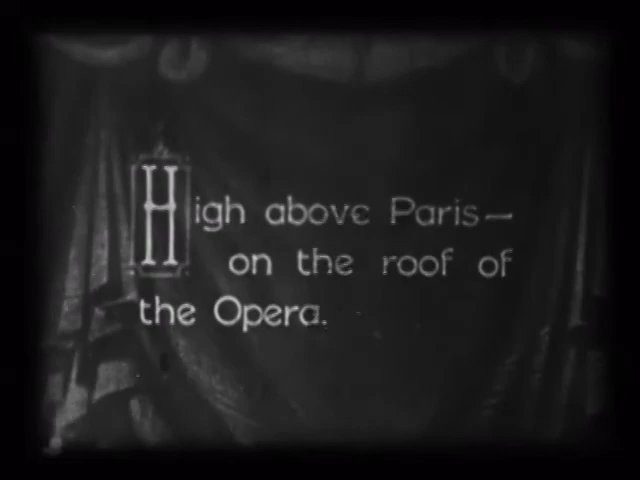 High above Paris—
on the roof of
the Opera.